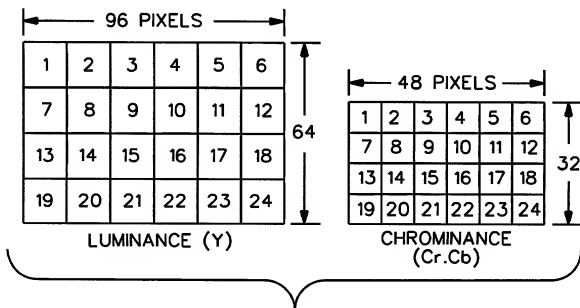 96 PIXELS
1 2 3 4 5 6
7 8 9 10 11 12
13 14 15 16 17 18
19 20 21 22 23 24
64
LUMINANCE (Y)
48 PIXELS
1 2 3 4 5 6
7 8 9 10 11 12
13 14 15 16 17 18
19 20 21 22 23 24
32
CHROMINANCE
(Cr.Cb)